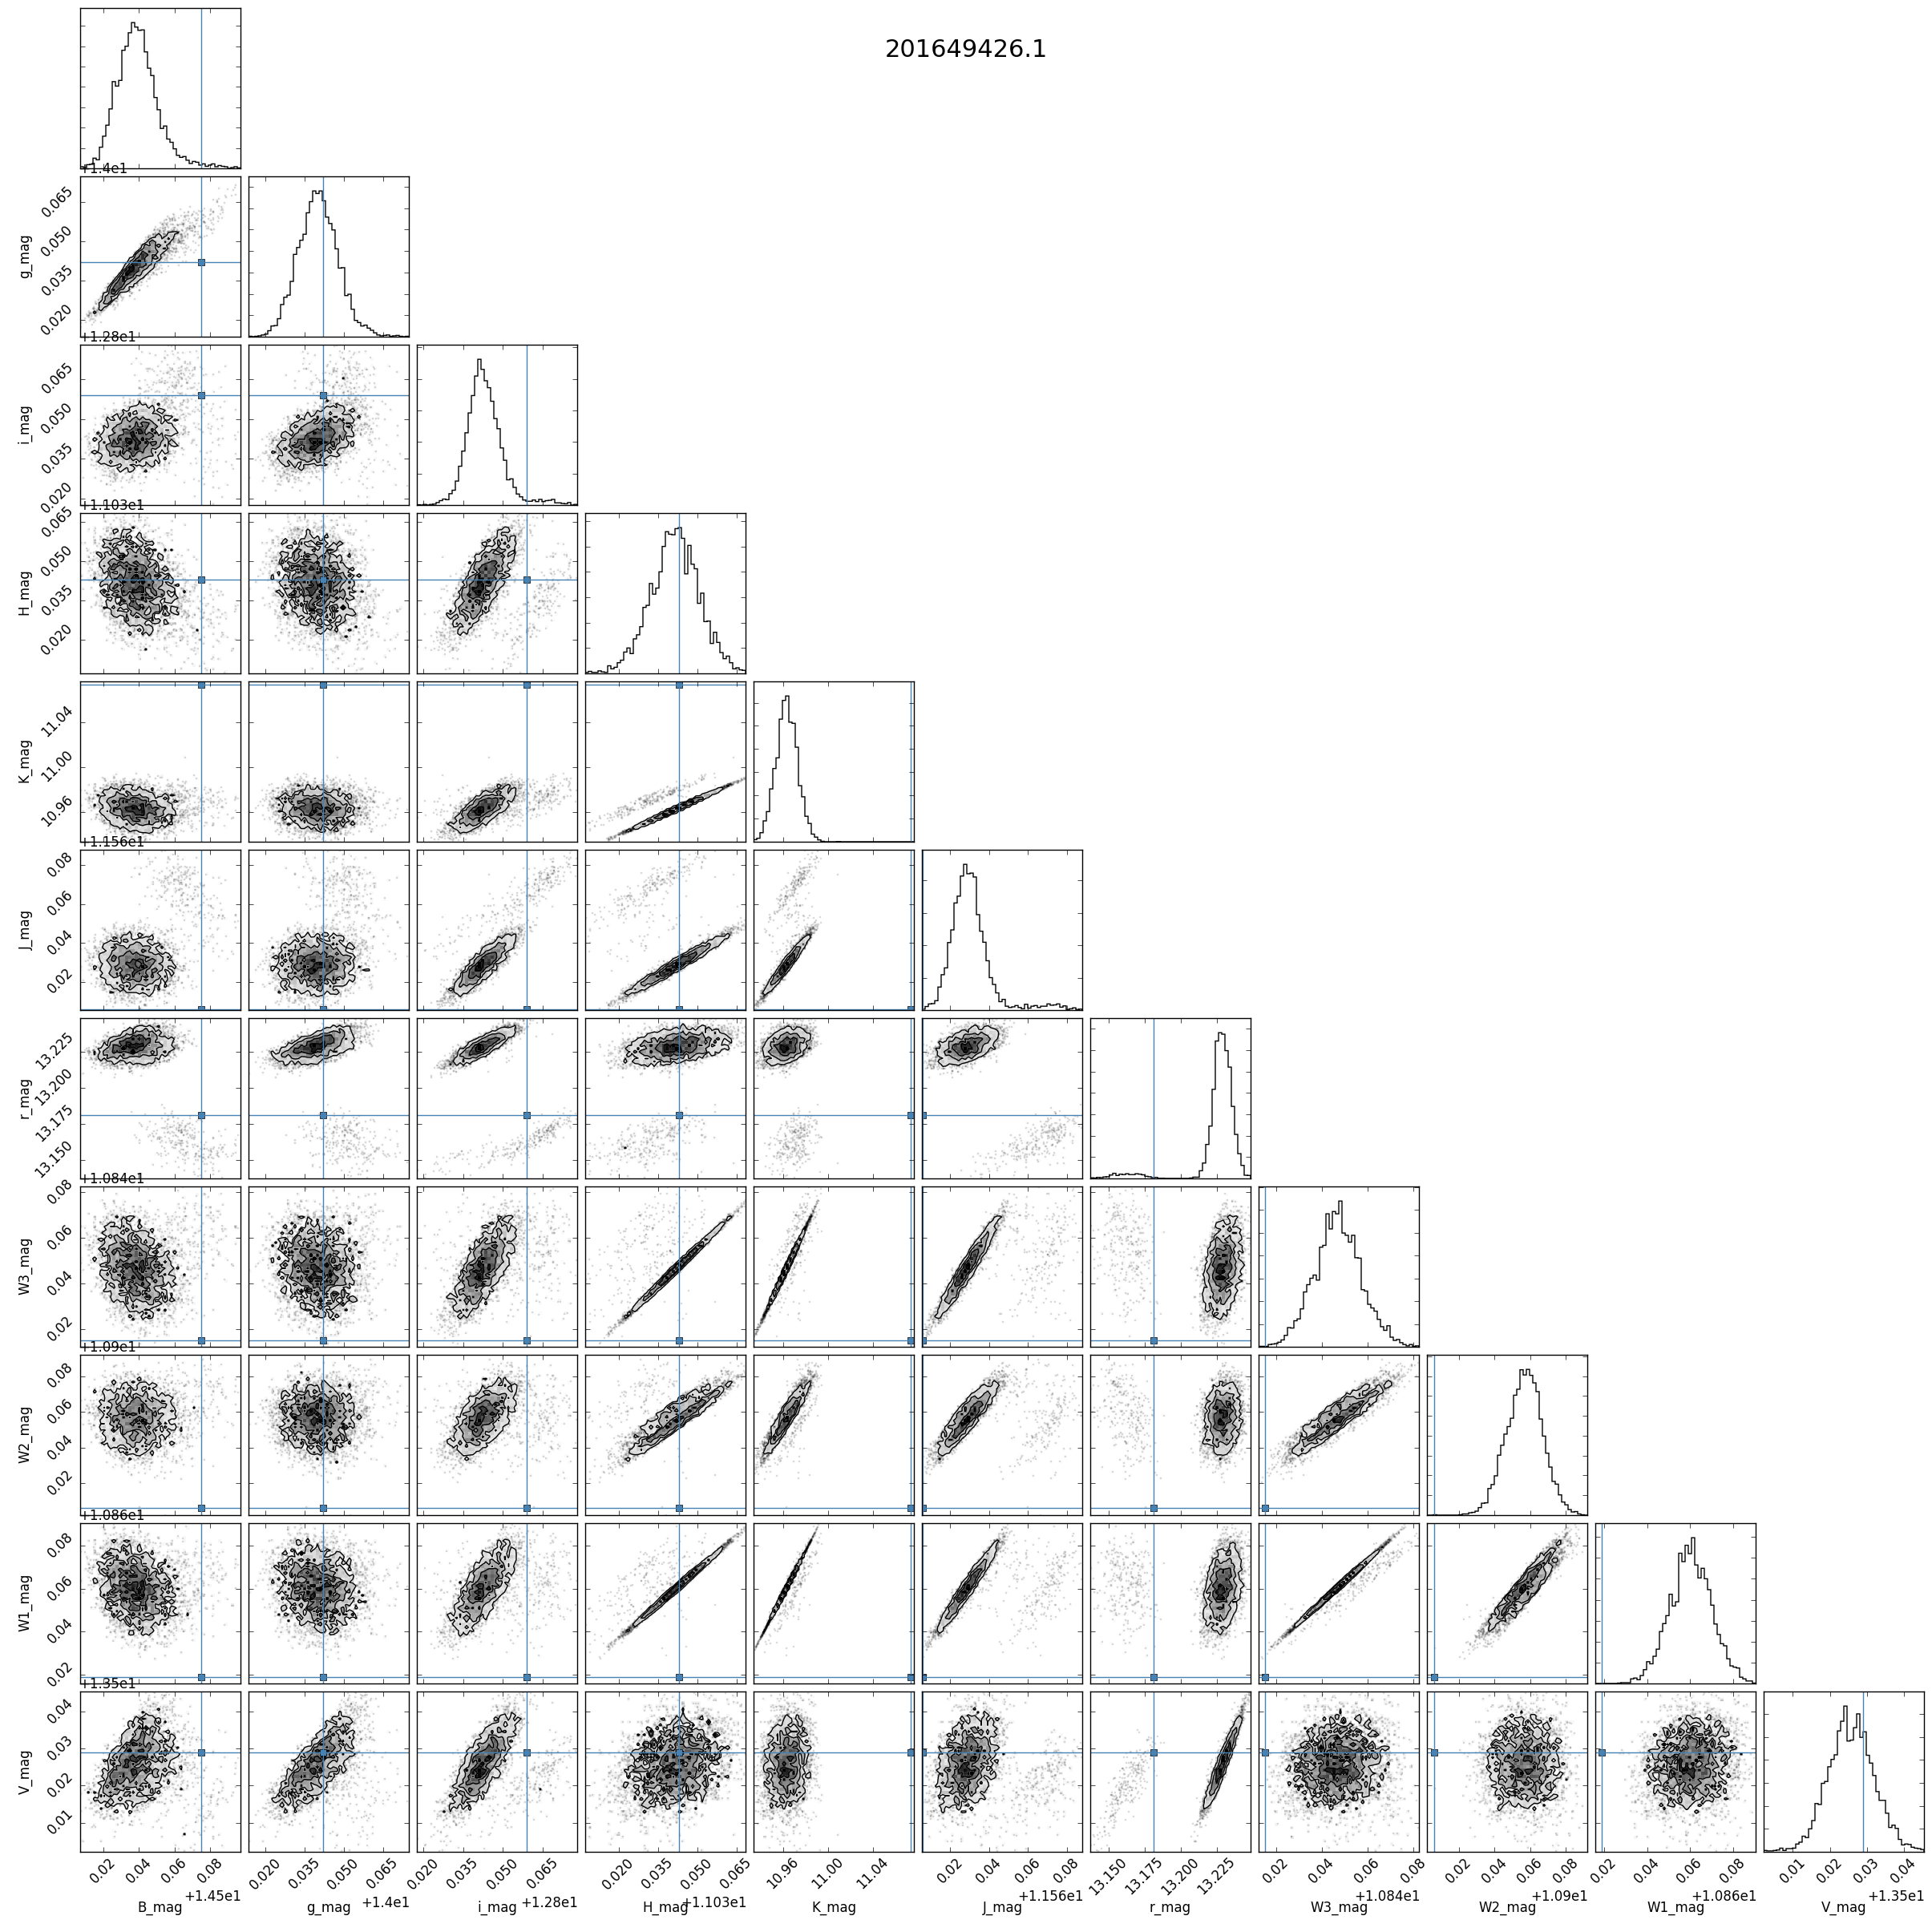 201649426.1
+1.4e1
g_mag
0.065
0.050
0.035
0.020
+1.28e1
i_mag
0.065
0.050
0.035
0.020
+1.103e1
H_mag
0.065
0.050
0.035
0.020
K_mag
11.04
11.00
10.96
+1.156e1
J_mag
0.08
0.06
0.04
0.02
r_mag
13.225
13.200
13.175
13.150
+1.084e1
W3_mag
0.08
0.06
0.04
0.02
+1.09e1
W2_mag
0.08
0.06
0.04
0.02
+1.086e1
W1_mag
0.08
0.06
0.04
0.02
+1.35e1
V_mag
0.04
0.03
0.02
0.01
0.02 0.04 0.06 0.08 0.020 0.035 0.050 0.065 0.020 0.035 0.050 0.065 0.020 0.035 0.050 0.065 10.96 11.00 11.04 0.02 0.04 0.06 0.08 13.150 13.175 13.200 13.225 0.02 0.04 0.06 0.08 0.02 0.04 0.06 0.08 0.02 0.04 0.06 0.08 0.01 0.02 0.03 0.04
+1.45e1 +1.4e1 +1.28e1 +1.103e1 +1.156e1 +1.084e1 +1.09e1 +1.086e1 +1.35e1
B_mag g_mag i_mag H_mag K_mag J_mag r_mag W3_mag W2_mag W1_mag V_mag